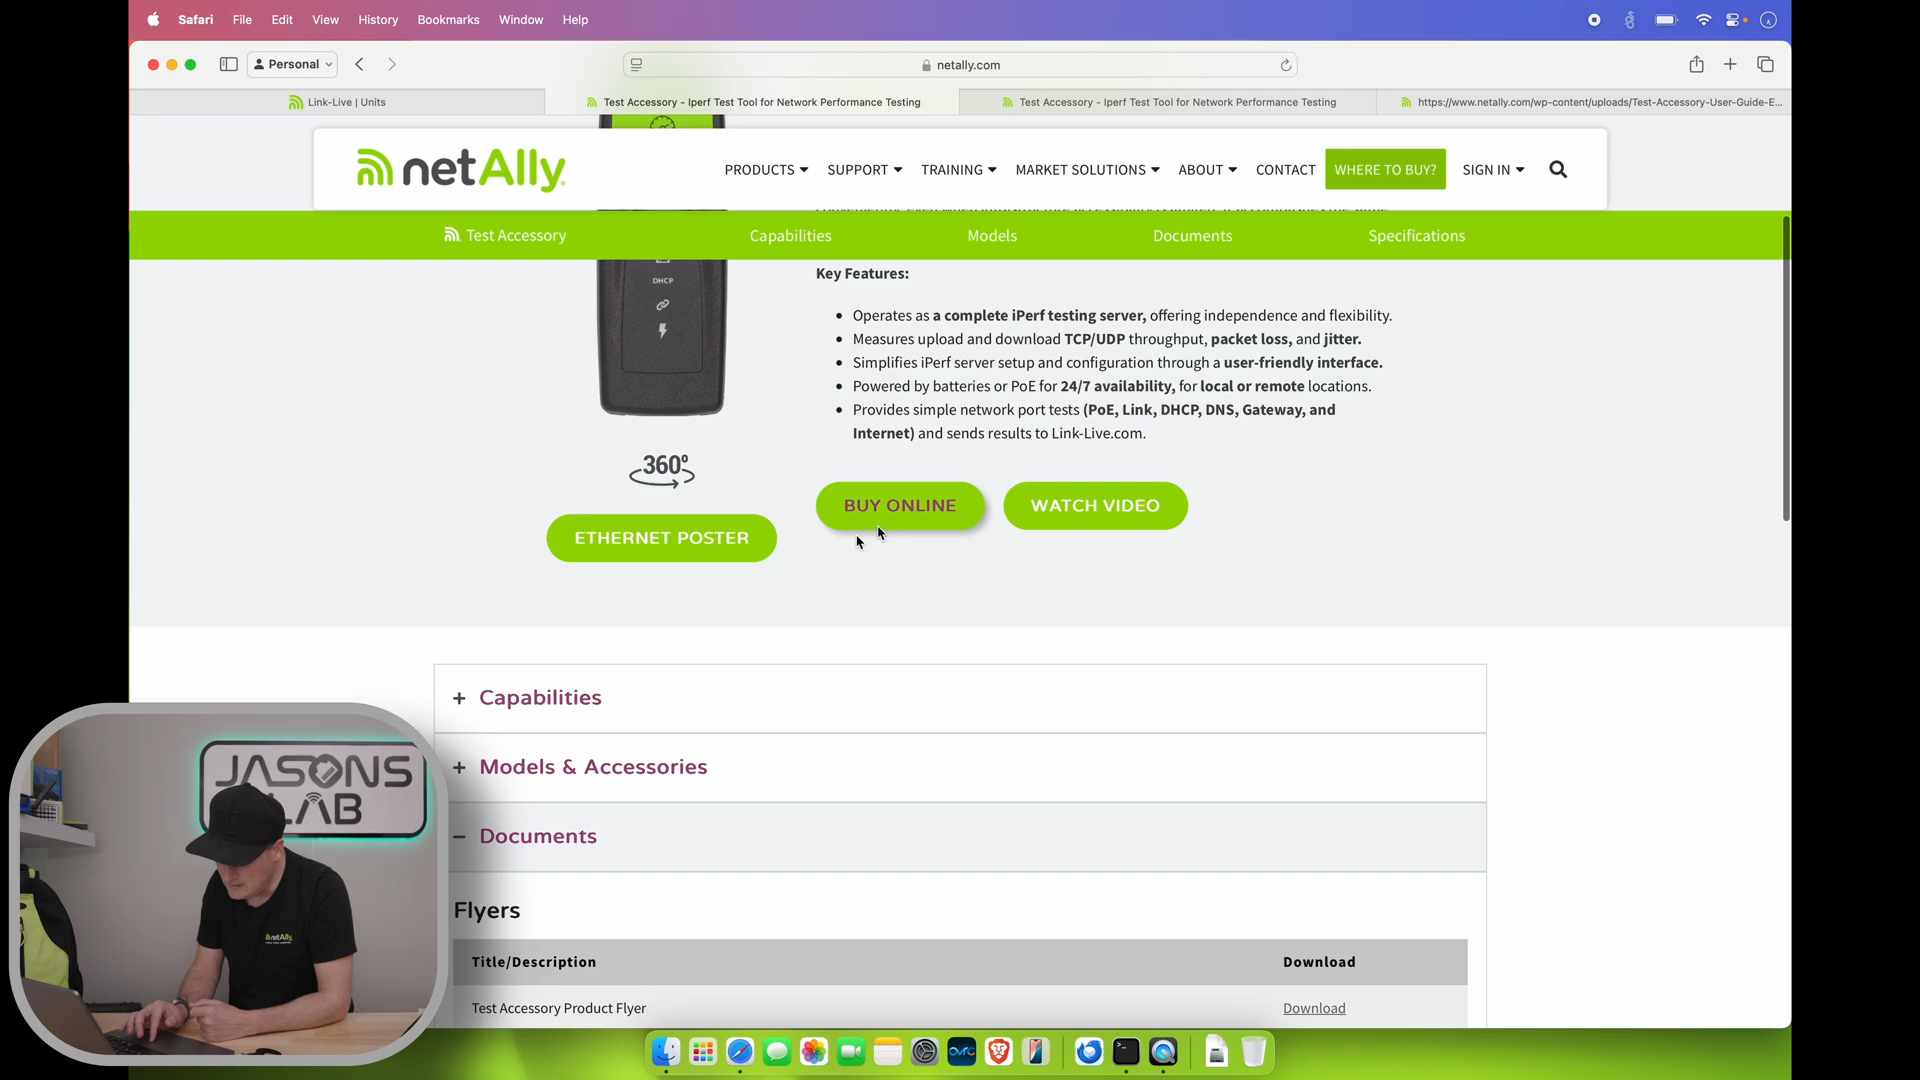 Safari File Edit View History Bookmarks Window Help
Personal
netally.com
Link-Live | Units
Test Accessory - Iperf Test Tool for Network Performance Testing
Test Accessory - Iperf Test Tool for Network Performance Testing
https://www.netally.com/wp-content/uploads/Test-Accessory-User-Guide-E...
netAlly
PRODUCTS SUPPORT TRAINING MARKET SOLUTIONS ABOUT CONTACT WHERE TO BUY? SIGN IN
Test Accessory Capabilities Models Documents Specifications
DHCP
Key Features:
• Operates as a complete iPerf testing server, offering independence and flexibility.
• Measures upload and download TCP/UDP throughput, packet loss, and jitter.
• Simplifies iPerf server setup and configuration through a user-friendly interface.
• Powered by batteries or PoE for 24/7 availability, for local or remote locations.
• Provides simple network port tests (PoE, Link, DHCP, DNS, Gateway, and
Internet) and sends results to Link-Live.com.
360°
BUY ONLINE WATCH VIDEO
ETHERNET POSTER
+ Capabilities
+ Models & Accessories
− Documents
Flyers
Title/Description Download
Test Accessory Product Flyer Download
JASONS
LAB
netAlly
ovrc